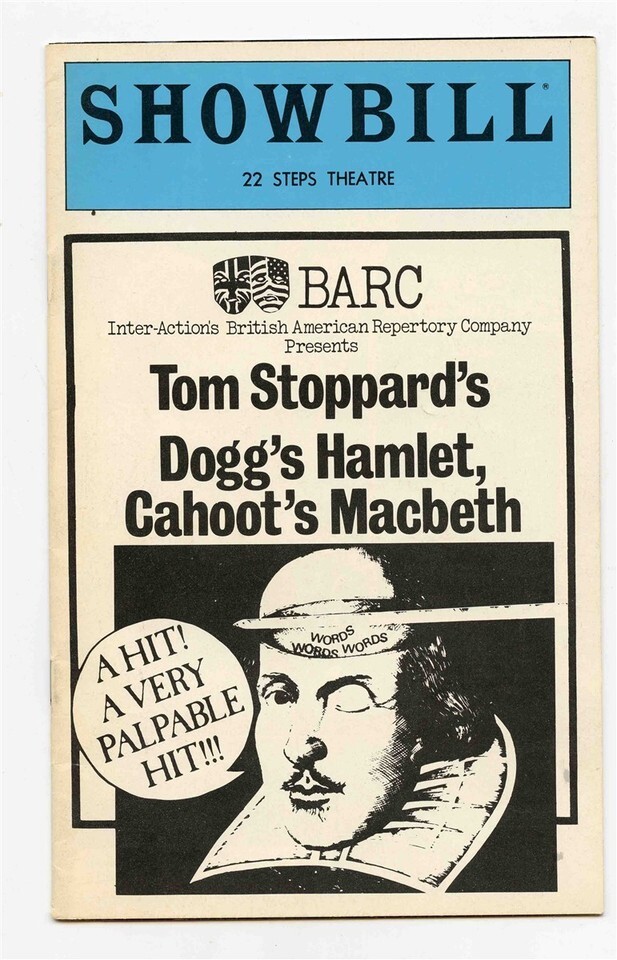 SHOWBILL®
22 STEPS THEATRE
BARC
Inter-Action's British American Repertory Company
Presents
Tom Stoppard's
Dogg's Hamlet,
Cahoot's Macbeth
WORDS
WORDS WORDS
A HIT!
A VERY
PALPABLE
HIT!!!